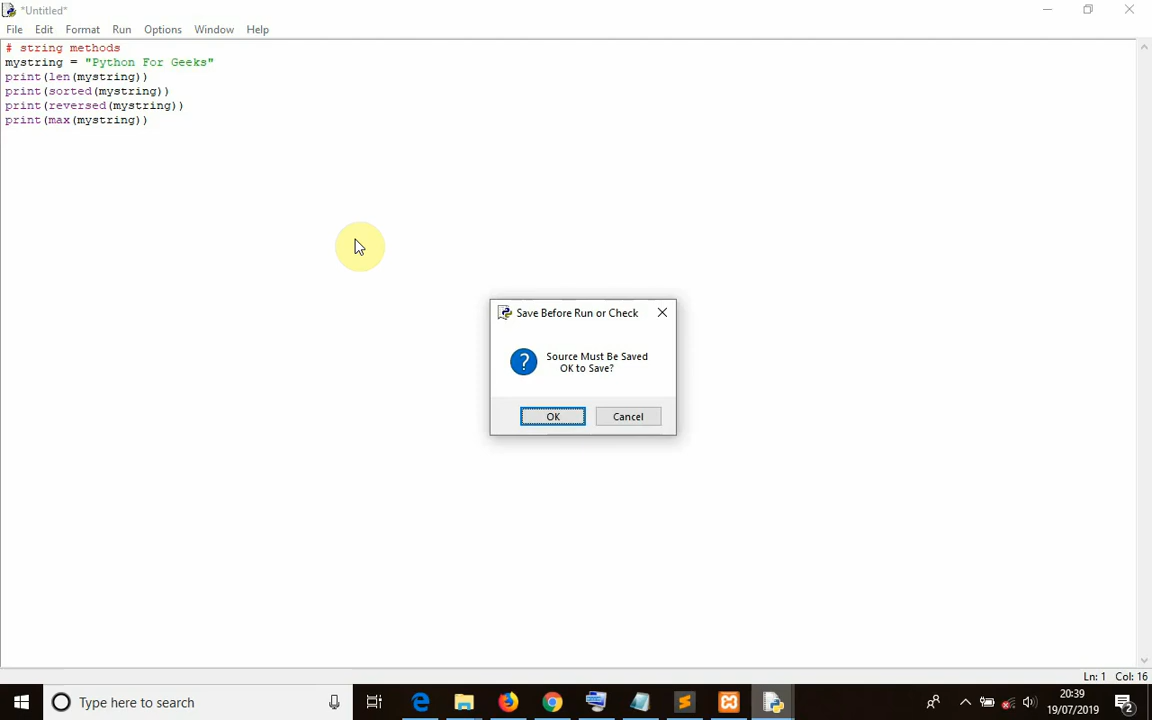 *Untitled*
File Edit Format Run Options Window Help
# string methods
mystring = "Python For Geeks"
print(len(mystring))
print(sorted(mystring))
print(reversed(mystring))
print(max(mystring))
Save Before Run or Check
Source Must Be Saved
OK to Save?
OK Cancel
Ln: 1 Col: 16
Type here to search
20:39
19/07/2019
2